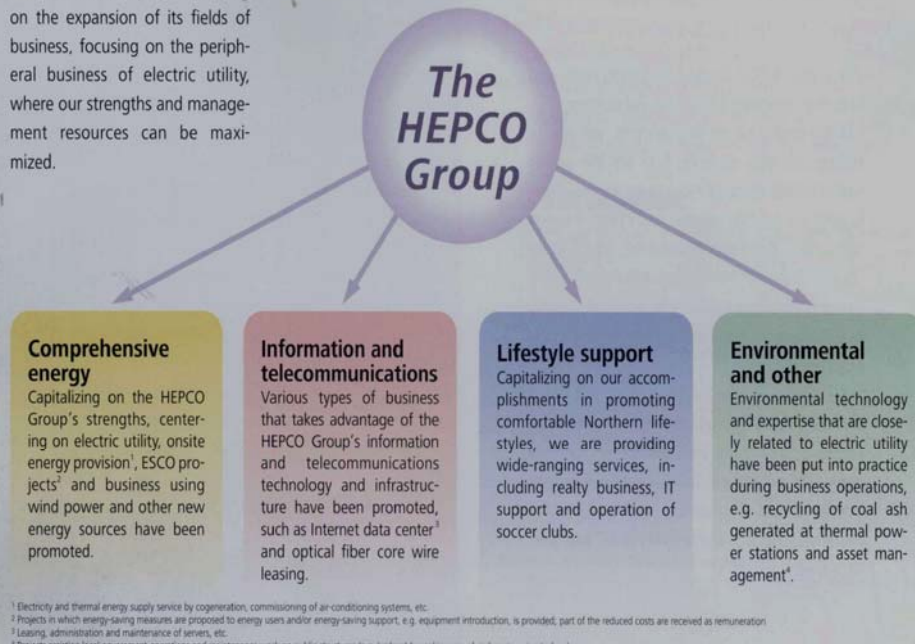 on the expansion of its fields of
business, focusing on the periph-
eral business of electric utility,
where our strengths and manage-
ment resources can be maxi-
mized.
The
HEPCO
Group
Comprehensive
energy
Capitalizing on the HEPCO
Group's strengths, center-
ing on electric utility, onsite
energy provision¹, ESCO pro-
jects² and business using
wind power and other new
energy sources have been
promoted.
Information and
telecommunications
Various types of business
that takes advantage of the
HEPCO Group's information
and telecommunications
technology and infrastruc-
ture have been promoted,
such as Internet data center³
and optical fiber core wire
leasing.
Lifestyle support
Capitalizing on our accom-
plishments in promoting
comfortable Northern life-
styles, we are providing
wide-ranging services, in-
cluding realty business, IT
support and operation of
soccer clubs.
Environmental
and other
Environmental technology
and expertise that are close-
ly related to electric utility
have been put into practice
during business operations,
e.g. recycling of coal ash
generated at thermal pow-
er stations and asset man-
agement⁴.
¹ Electricity and thermal energy supply service by cogeneration, commissioning of air-conditioning systems, etc.
² Projects in which energy-saving measures are proposed to energy users and/or energy-saving support, e.g. equipment introduction, is provided; part of the reduced costs are received as remuneration
³ Leasing, administration and maintenance of servers, etc.